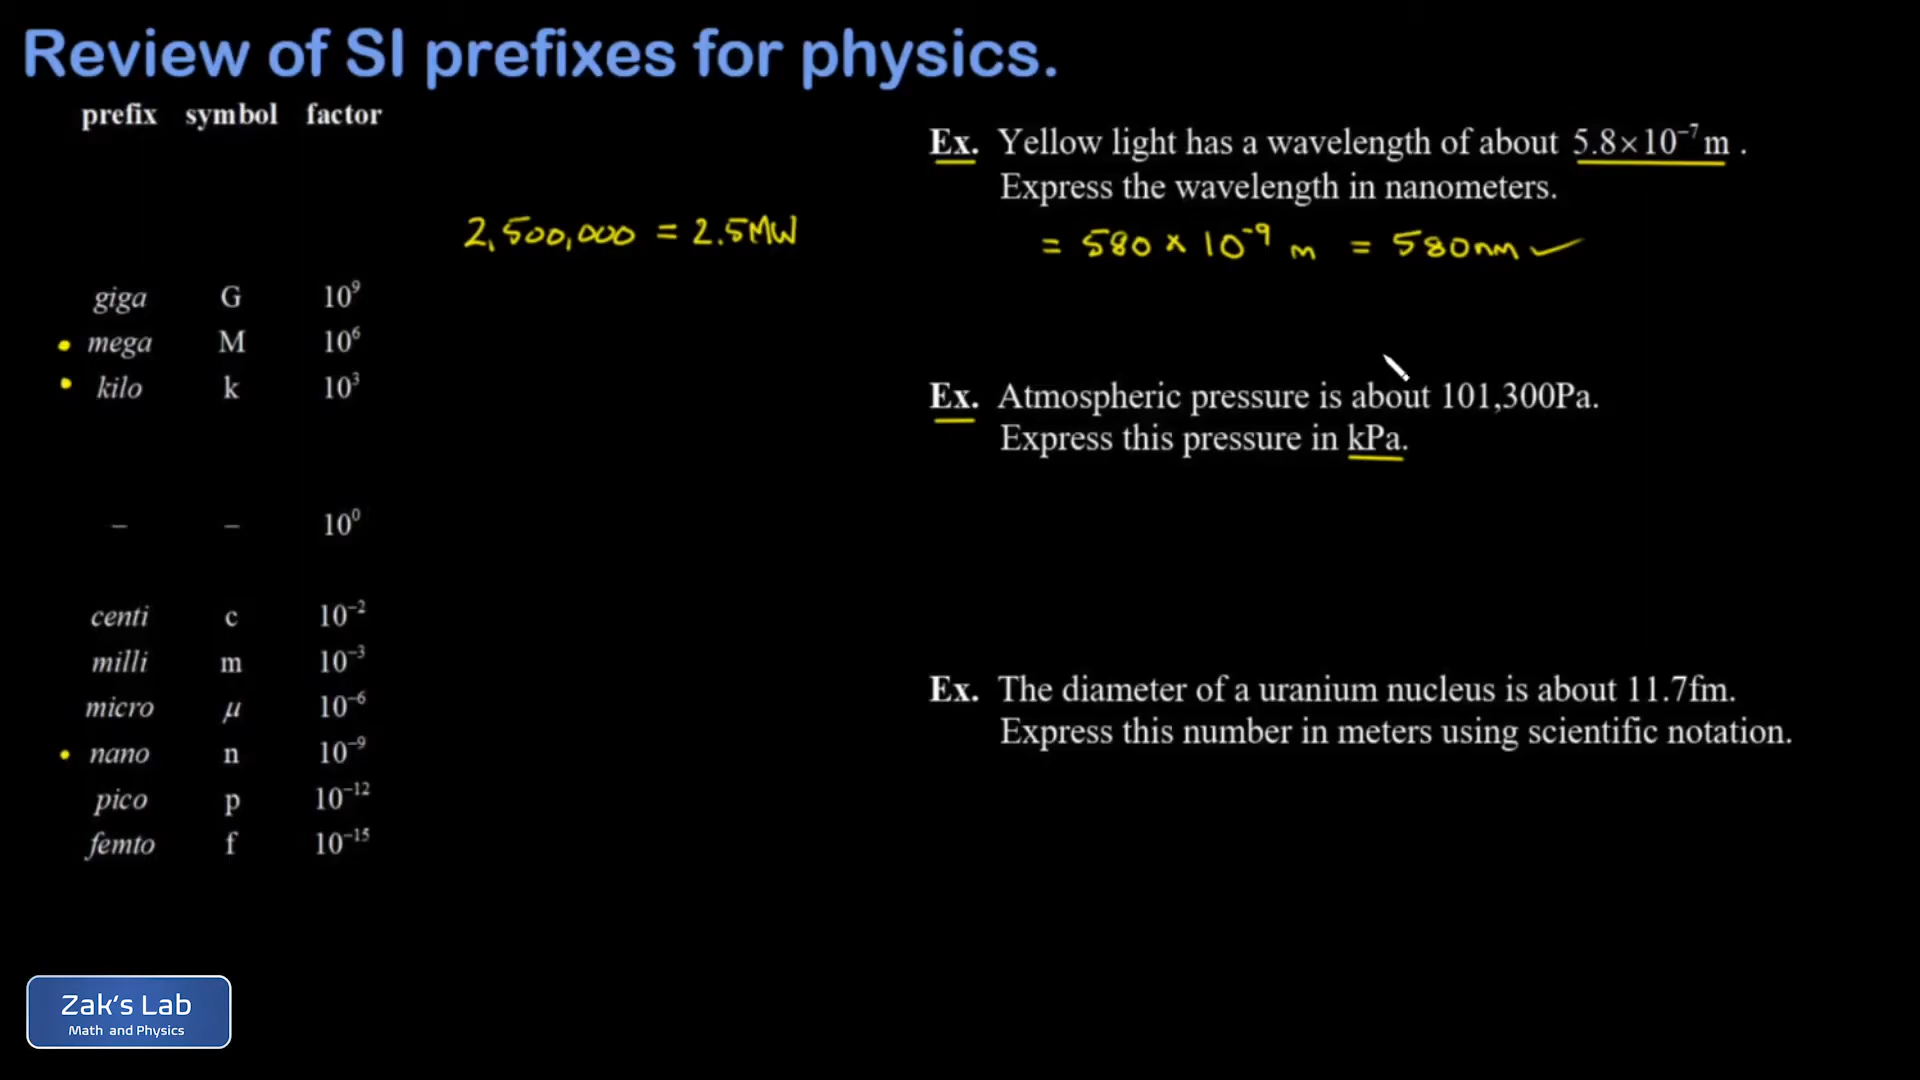 Review of SI prefixes for physics.
prefix symbol factor
2,500,000 = 2.5MW
giga G 10⁹
mega M 10⁶
kilo k 10³
– – 10⁰
centi c 10⁻²
milli m 10⁻³
micro μ 10⁻⁶
nano n 10⁻⁹
pico p 10⁻¹²
femto f 10⁻¹⁵
Ex. Yellow light has a wavelength of about 5.8×10⁻⁷ m .
Express the wavelength in nanometers.
= 580 × 10⁻⁹ m = 580nm ✓
Ex. Atmospheric pressure is about 101,300Pa.
Express this pressure in kPa.
Ex. The diameter of a uranium nucleus is about 11.7fm.
Express this number in meters using scientific notation.
Zak's Lab
Math and Physics